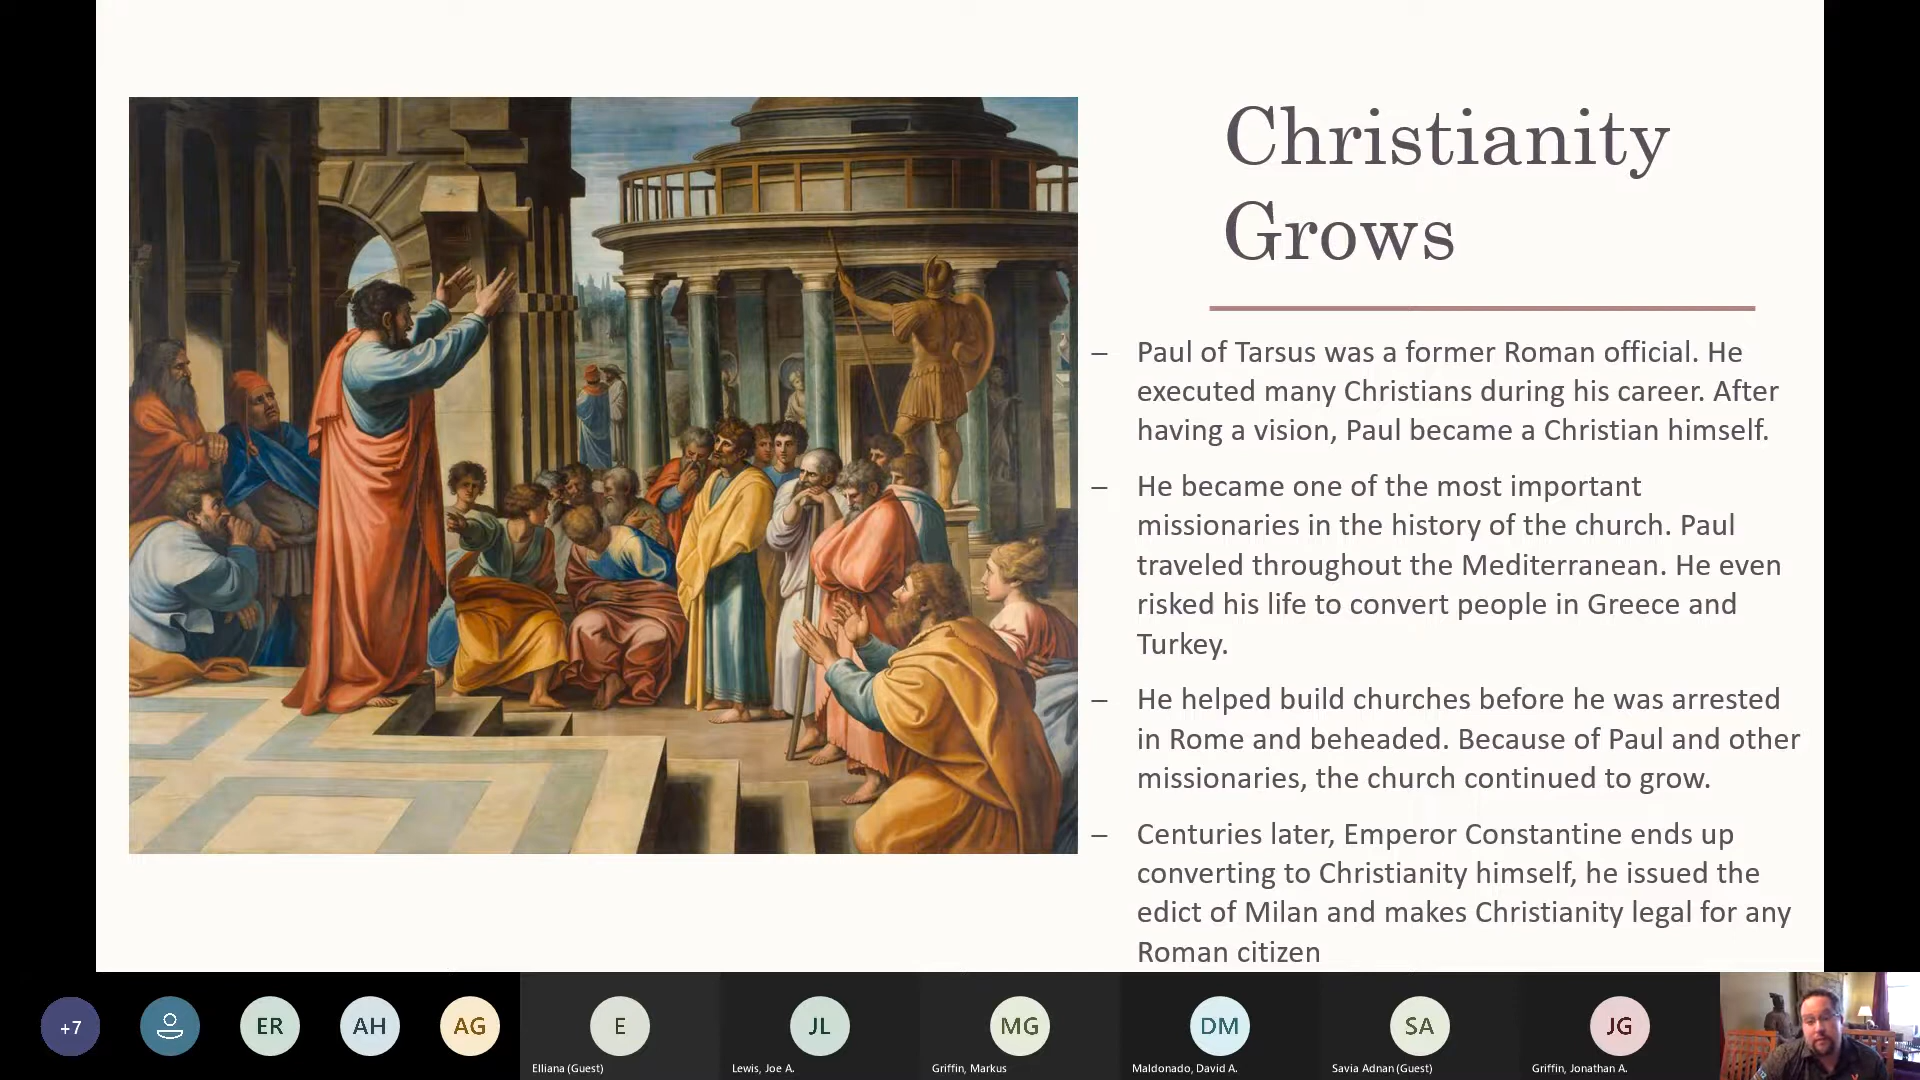 Christianity
Grows
– Paul of Tarsus was a former Roman official. He
executed many Christians during his career. After
having a vision, Paul became a Christian himself.
– He became one of the most important
missionaries in the history of the church. Paul
traveled throughout the Mediterranean. He even
risked his life to convert people in Greece and
Turkey.
– He helped build churches before he was arrested
in Rome and beheaded. Because of Paul and other
missionaries, the church continued to grow.
– Centuries later, Emperor Constantine ends up
converting to Christianity himself, he issued the
edict of Milan and makes Christianity legal for any
Roman citizen
+7 ER AH AG E JL MG DM SA JG
Elliana (Guest) Lewis, Joe A. Griffin, Markus Maldonado, David A. Savia Adnan (Guest) Griffin, Jonathan A.